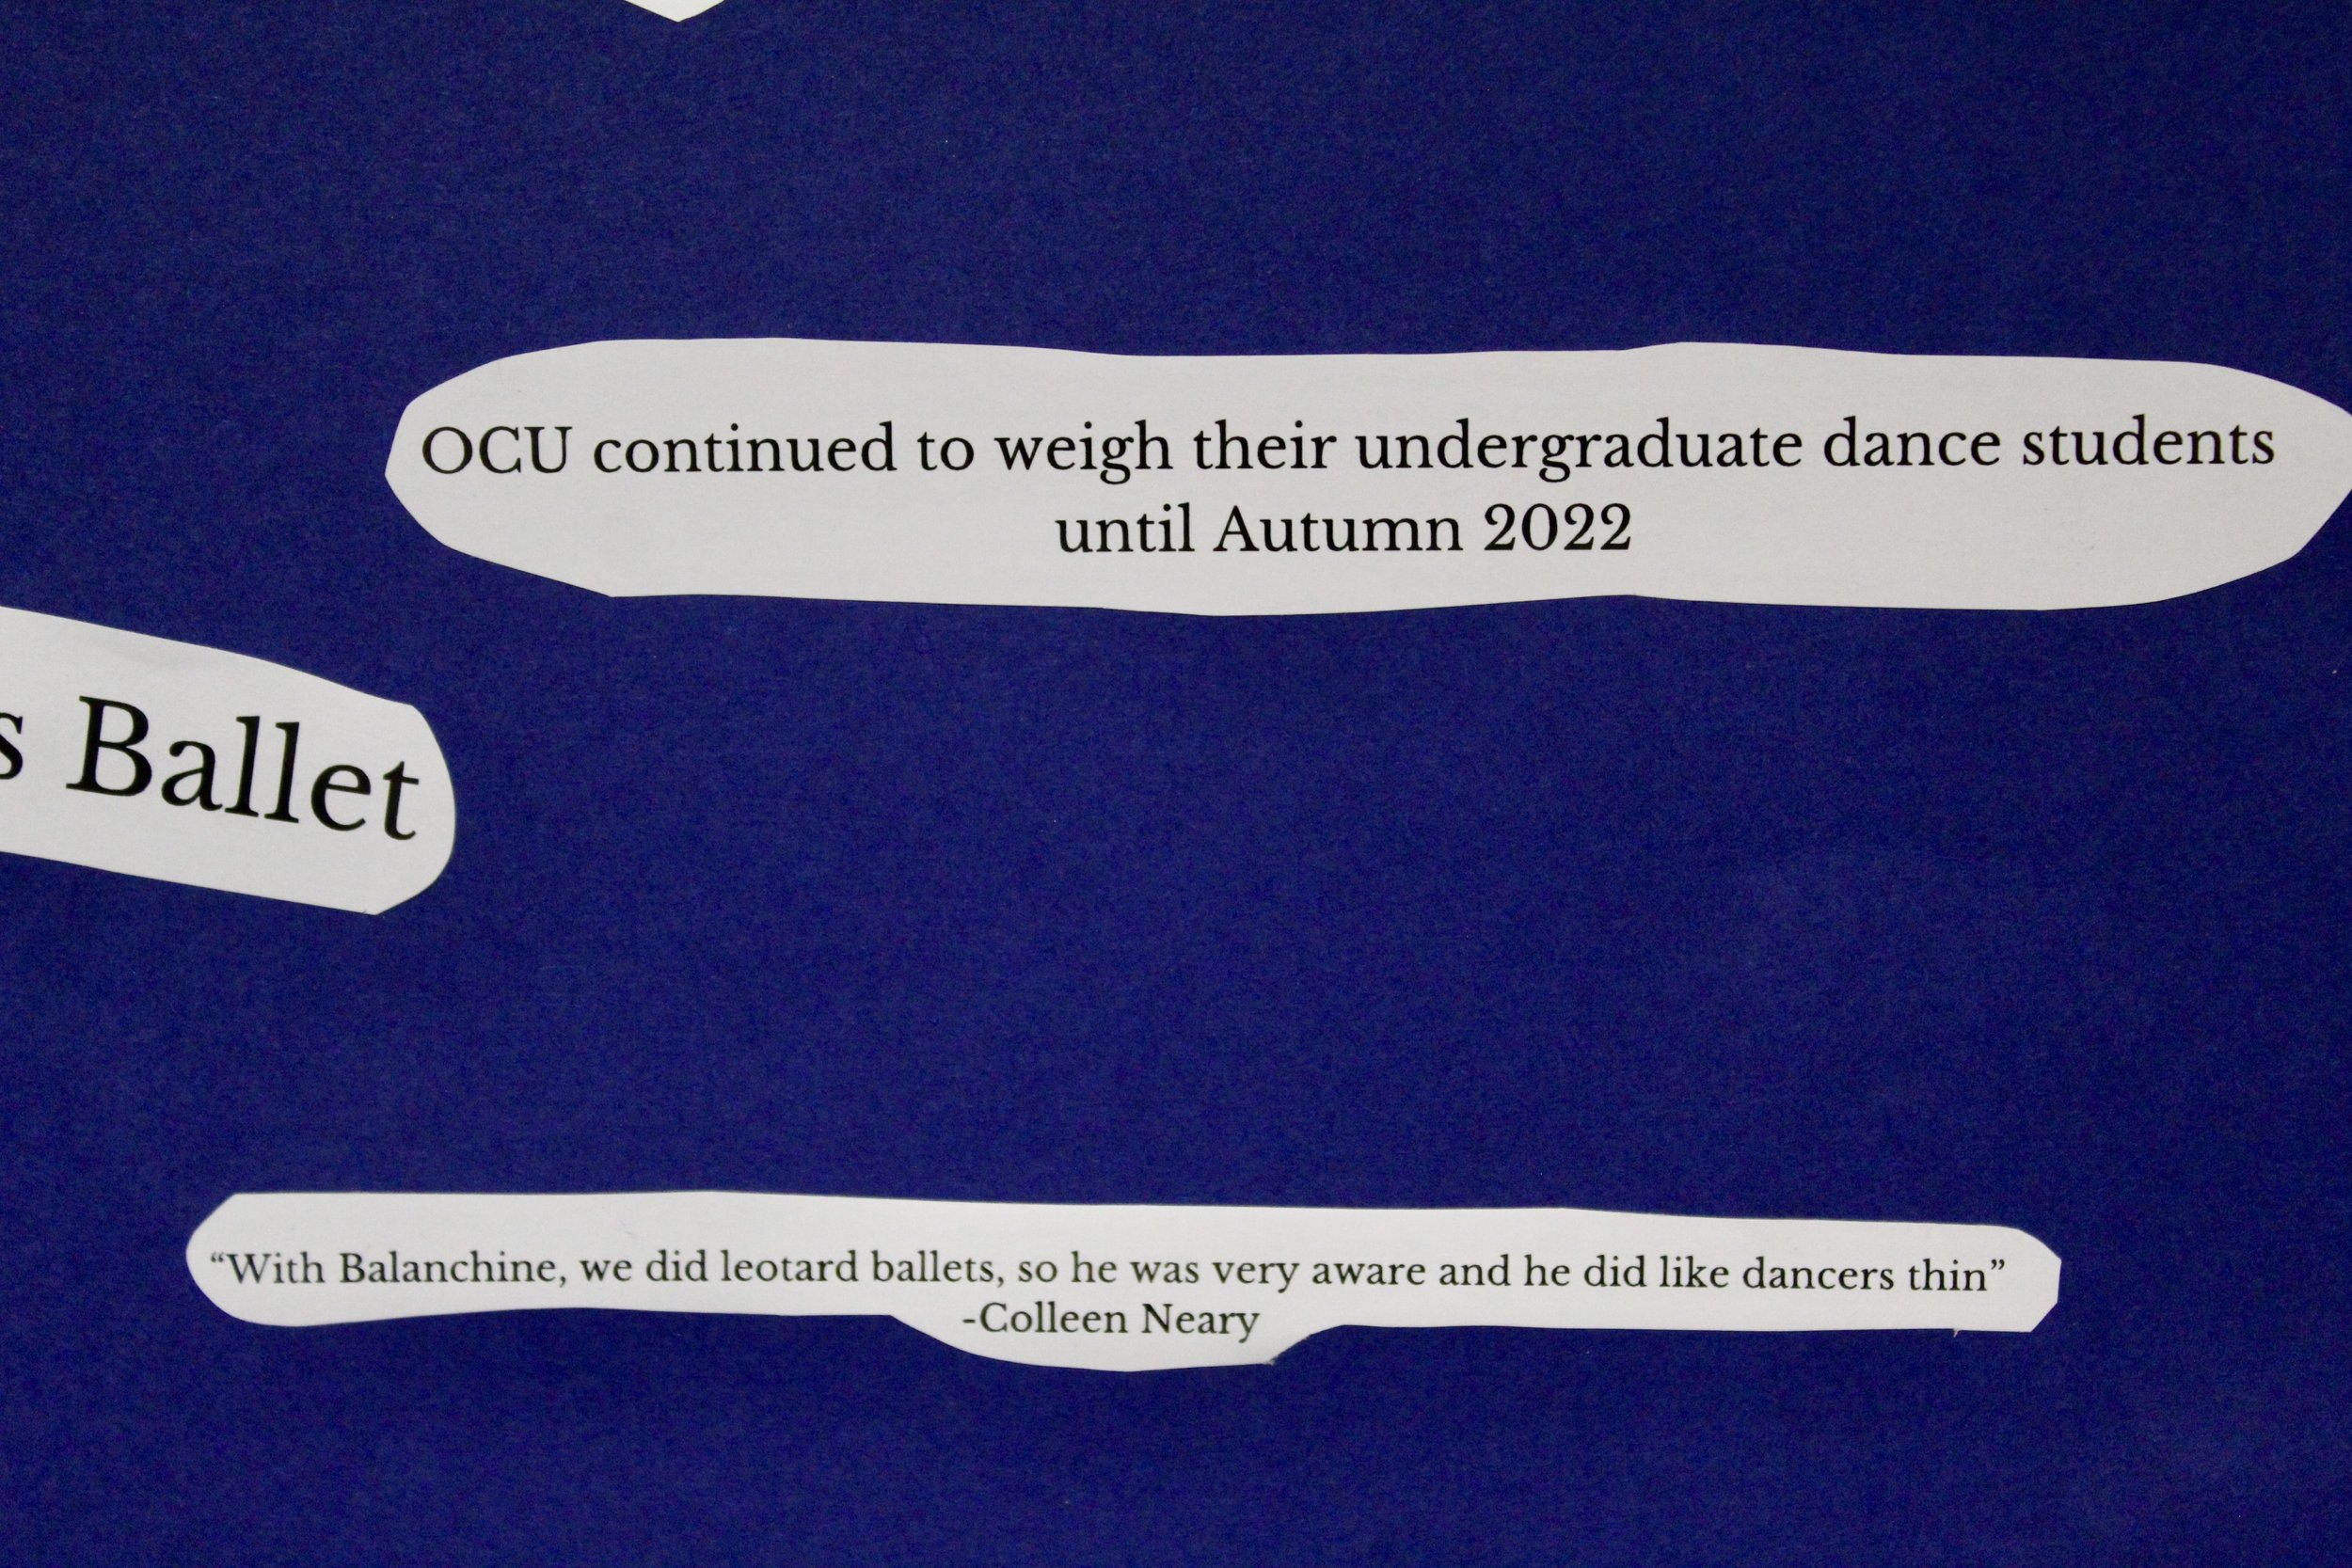 OCU continued to weigh their undergraduate dance students
until Autumn 2022
s Ballet
“With Balanchine, we did leotard ballets, so he was very aware and he did like dancers thin”
-Colleen Neary